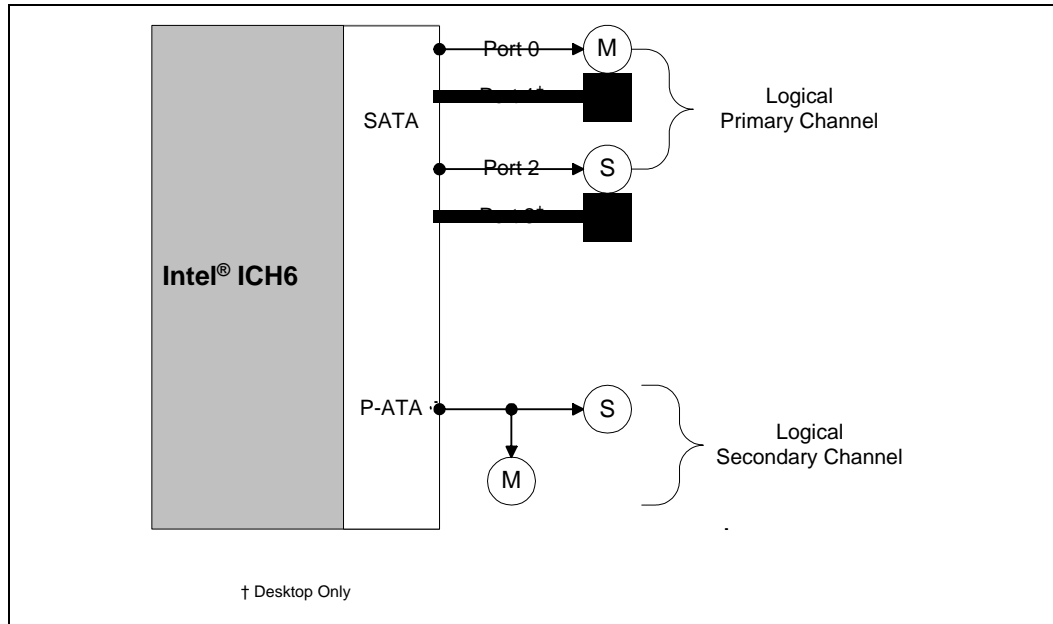 Port 0
M
SATA
Logical
Primary Channel
Port 2
S
Intel® ICH6
P-ATA
S
M
Logical
Secondary Channel
† Desktop Only